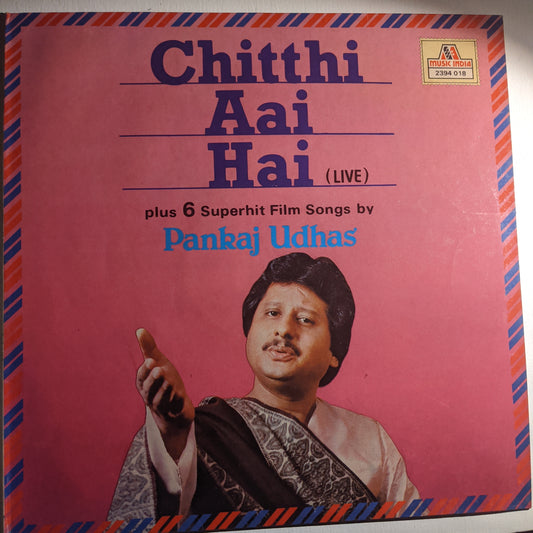 Chitthi
Aai
Hai (LIVE)
plus 6 Superhit Film Songs by
Pankaj Udhas
MUSIC INDIA
2394 018